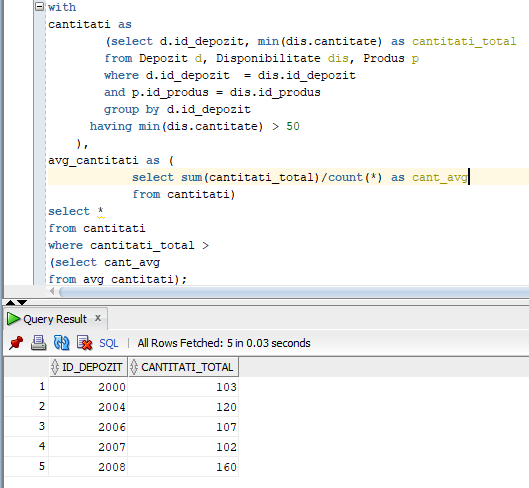 with
cantitati as
(select d.id_depozit, min(dis.cantitate) as cantitati_total
from Depozit d, Disponibilitate dis, Produs p
where d.id_depozit  = dis.id_depozit
and p.id_produs = dis.id_produs
group by d.id_depozit
having min(dis.cantitate) > 50
),
avg_cantitati as (
select sum(cantitati_total)/count(*) as cant_avg
from cantitati)
select *
from cantitati
where cantitati_total >
(select cant_avg
from avg_cantitati);
Query Result x
SQL | All Rows Fetched: 5 in 0.03 seconds
ID_DEPOZIT CANTITATI_TOTAL
1 2000 103
2 2004 120
3 2006 107
4 2007 102
5 2008 160